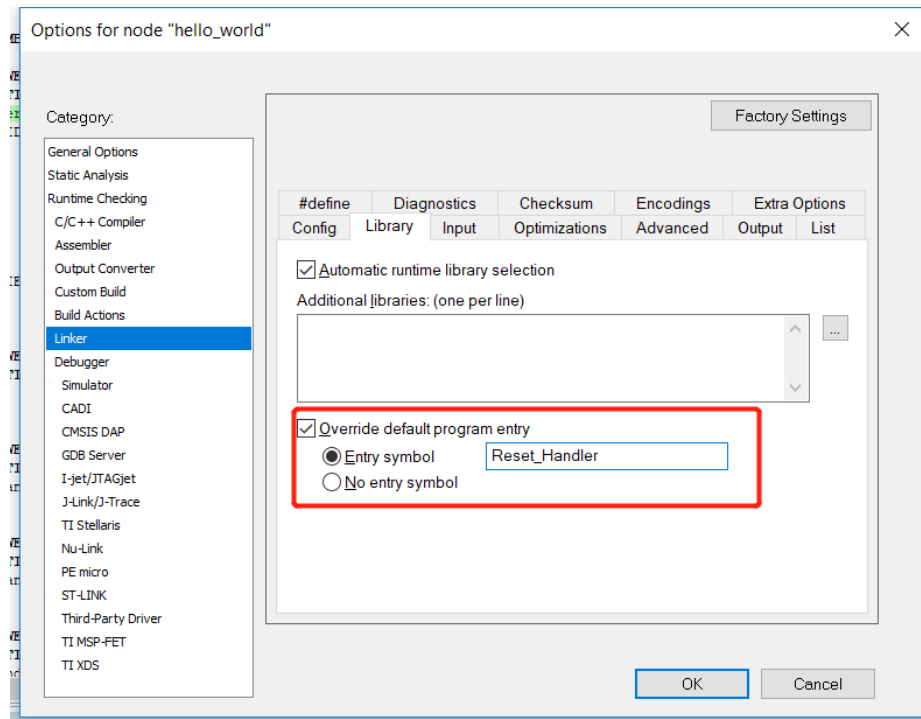 Options for node "hello_world"
Category:
Factory Settings
General Options
Static Analysis
Runtime Checking
C/C++ Compiler
Assembler
Output Converter
Custom Build
Build Actions
Linker
Debugger
Simulator
CADI
CMSIS DAP
GDB Server
I-jet/JTAGjet
J-Link/J-Trace
TI Stellaris
Nu-Link
PE micro
ST-LINK
Third-Party Driver
TI MSP-FET
TI XDS
#define Diagnostics Checksum Encodings Extra Options
Config Library Input Optimizations Advanced Output List
Automatic runtime library selection
Additional libraries: (one per line)
...
Override default program entry
Entry symbol Reset_Handler
No entry symbol
OK Cancel